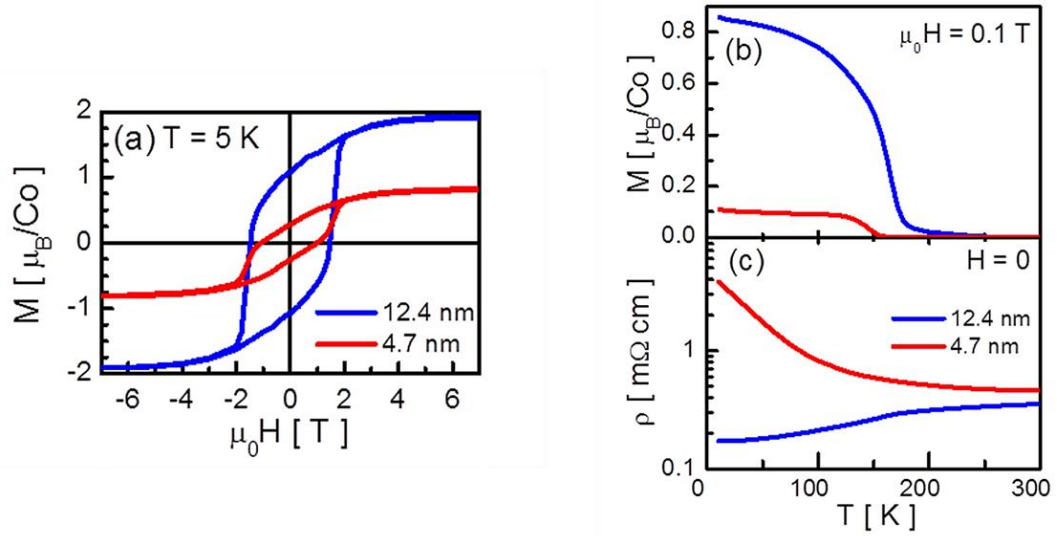 (a) T = 5 K
M [ μB/Co ]
2
1
0
-1
-2
12.4 nm
4.7 nm
-6 -4 -2 0 2 4 6
μ0H [ T ]
(b)
μ0H = 0.1 T
M [ μB/Co ]
0.8
0.6
0.4
0.2
0.0
(c)
H = 0
12.4 nm
4.7 nm
ρ [ mΩ cm ]
1
0.1
0 100 200 300
T [ K ]